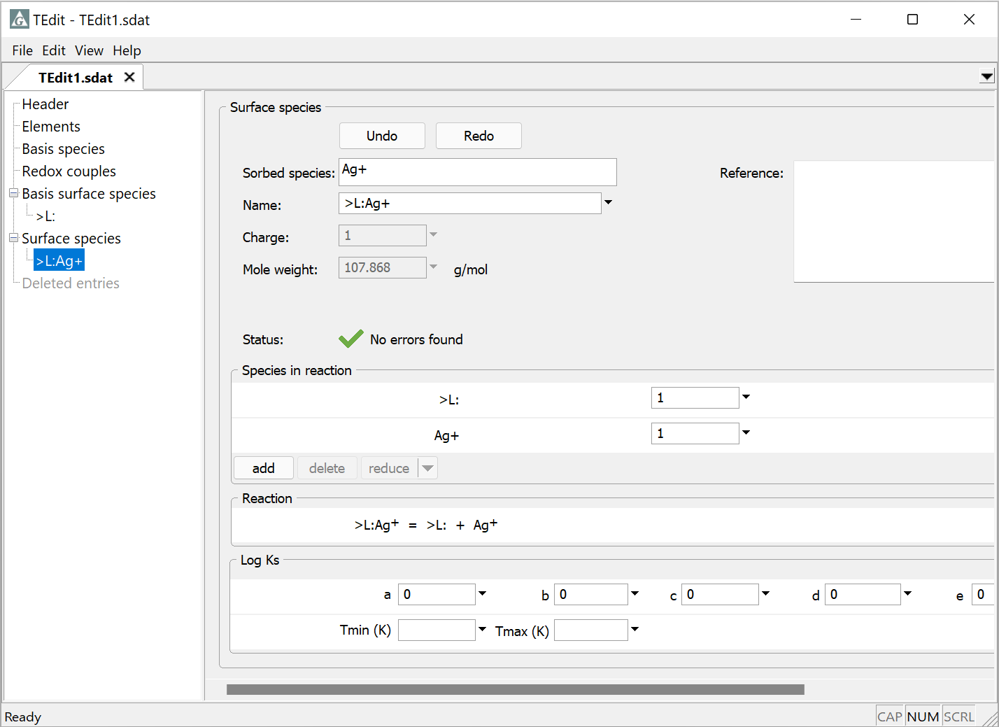 TEdit - TEdit1.sdat
File Edit View Help
TEdit1.sdat
Header
Elements
Basis species
Redox couples
Basis surface species
>L:
Surface species
>L:Ag+
Deleted entries
Surface species
Undo Redo
Sorbed species: Ag+ Reference:
Name: >L:Ag+
Charge: 1
Mole weight: 107.868 g/mol
Status: No errors found
Species in reaction
>L: 1
Ag+ 1
add delete reduce
Reaction
>L:Ag+ = >L: + Ag+
Log Ks
a 0 b 0 c 0 d 0 e 0
Tmin (K) Tmax (K)
Ready CAP NUM SCRL